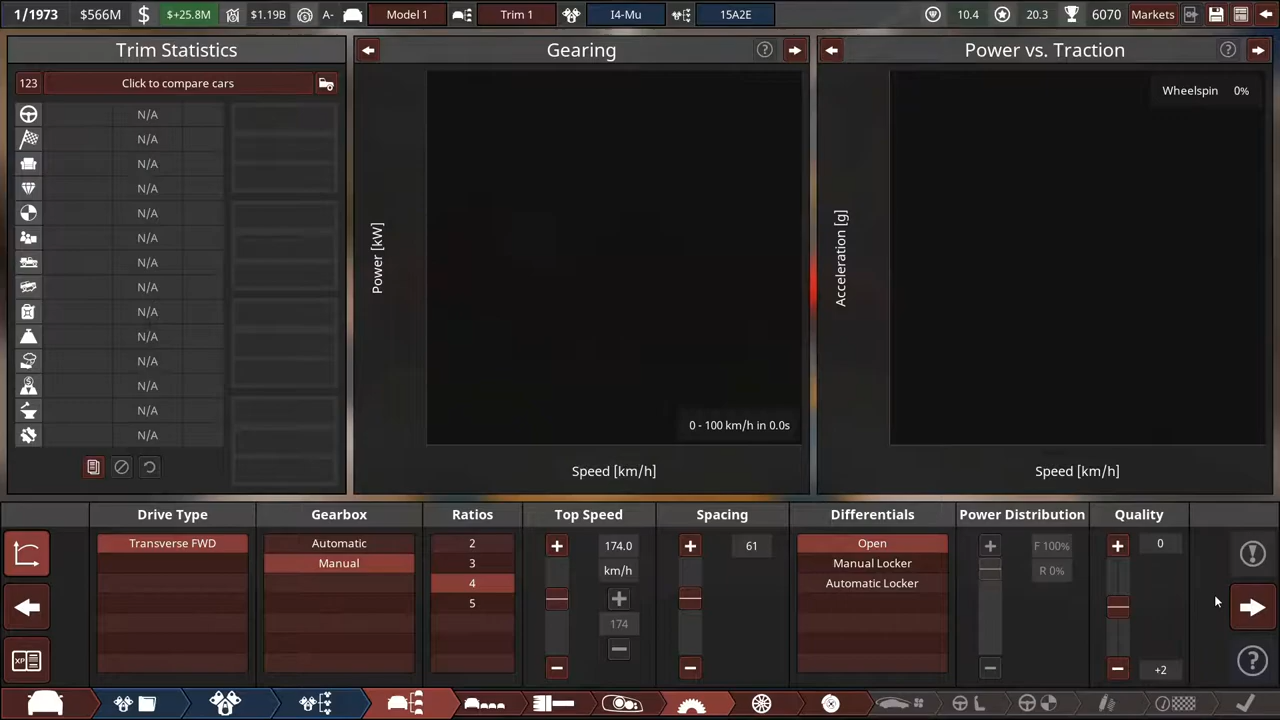 1/1973 $566M $+25.8M $1.19B A- Model 1 Trim 1 I4-Mu 15A2E 10.4 20.3 6070 Markets
Trim Statistics
123 Click to compare cars
N/A
N/A
N/A
N/A
N/A
N/A
N/A
N/A
N/A
N/A
N/A
N/A
N/A
N/A
Gearing
Power [kW]
0 - 100 km/h in 0.0s
Speed [km/h]
Power vs. Traction
Wheelspin 0%
Acceleration [g]
Speed [km/h]
Drive Type
Transverse FWD
Gearbox
Automatic
Manual
Ratios
2
3
4
5
Top Speed
174.0
km/h
174
Spacing
61
Differentials
Open
Manual Locker
Automatic Locker
Power Distribution
F 100%
R 0%
Quality
0
+2
XP